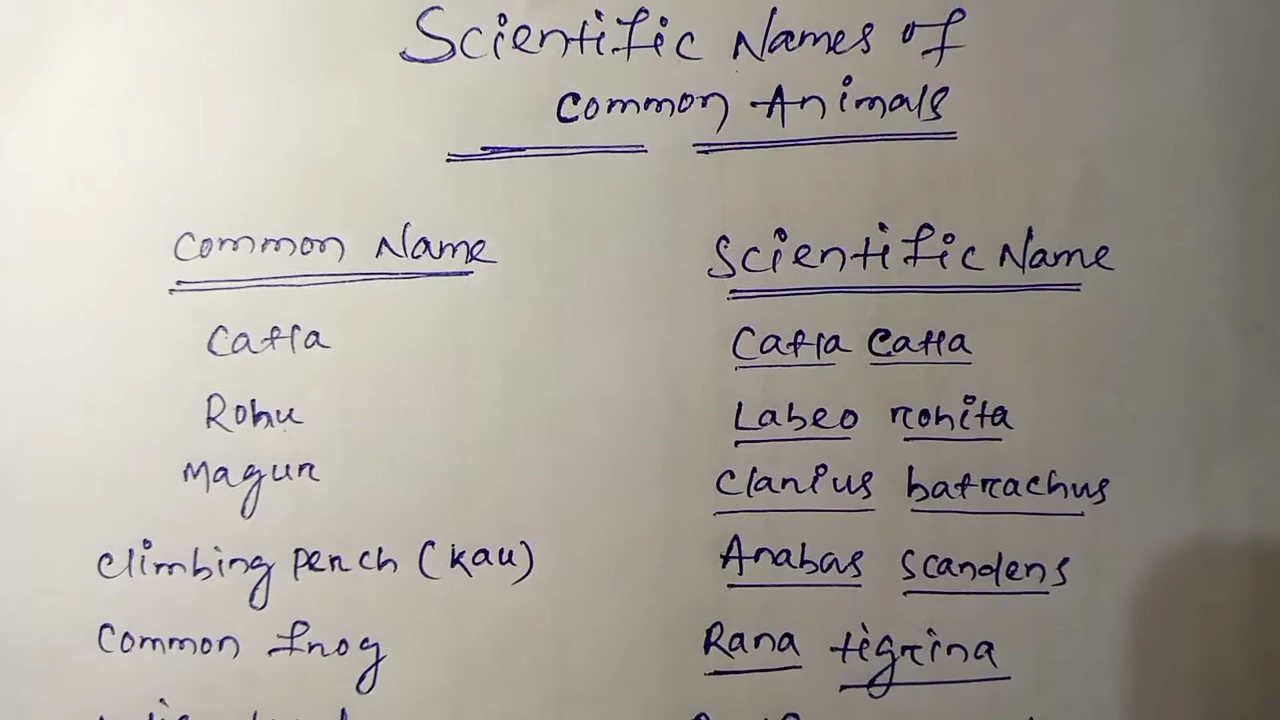 Scientific Names of
Common Animals
Common Name Scientific Name
Catla Catla Catla
Rohu Labeo rohita
Magur Clarius batrachus
Climbing perch (Kau) Anabas scandens
Common frog Rana tigrina